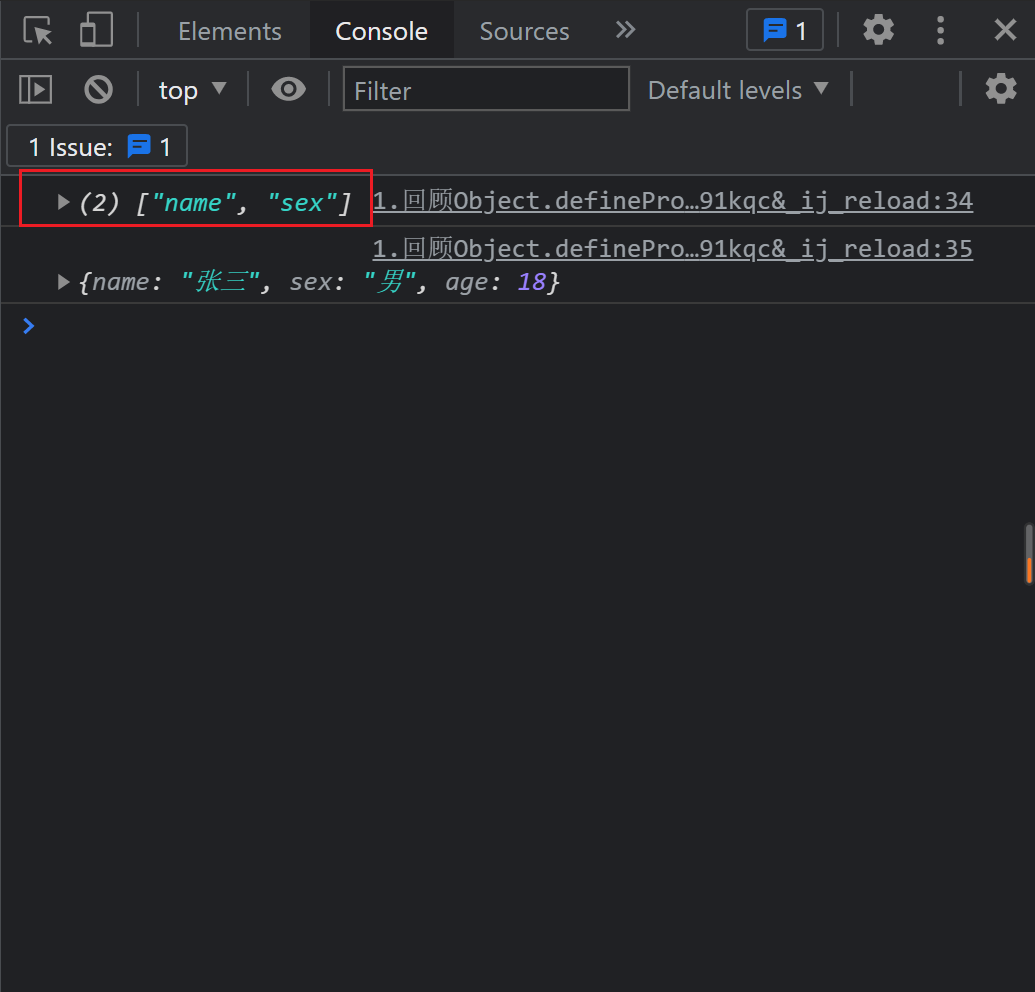 Elements Console Sources 1
top Filter Default levels
1 Issue: 1
(2) ["name", "sex"] 1.回顾Object.definePro…91kqc&_ij_reload:34
1.回顾Object.definePro…91kqc&_ij_reload:35
{name: "张三", sex: "男", age: 18}